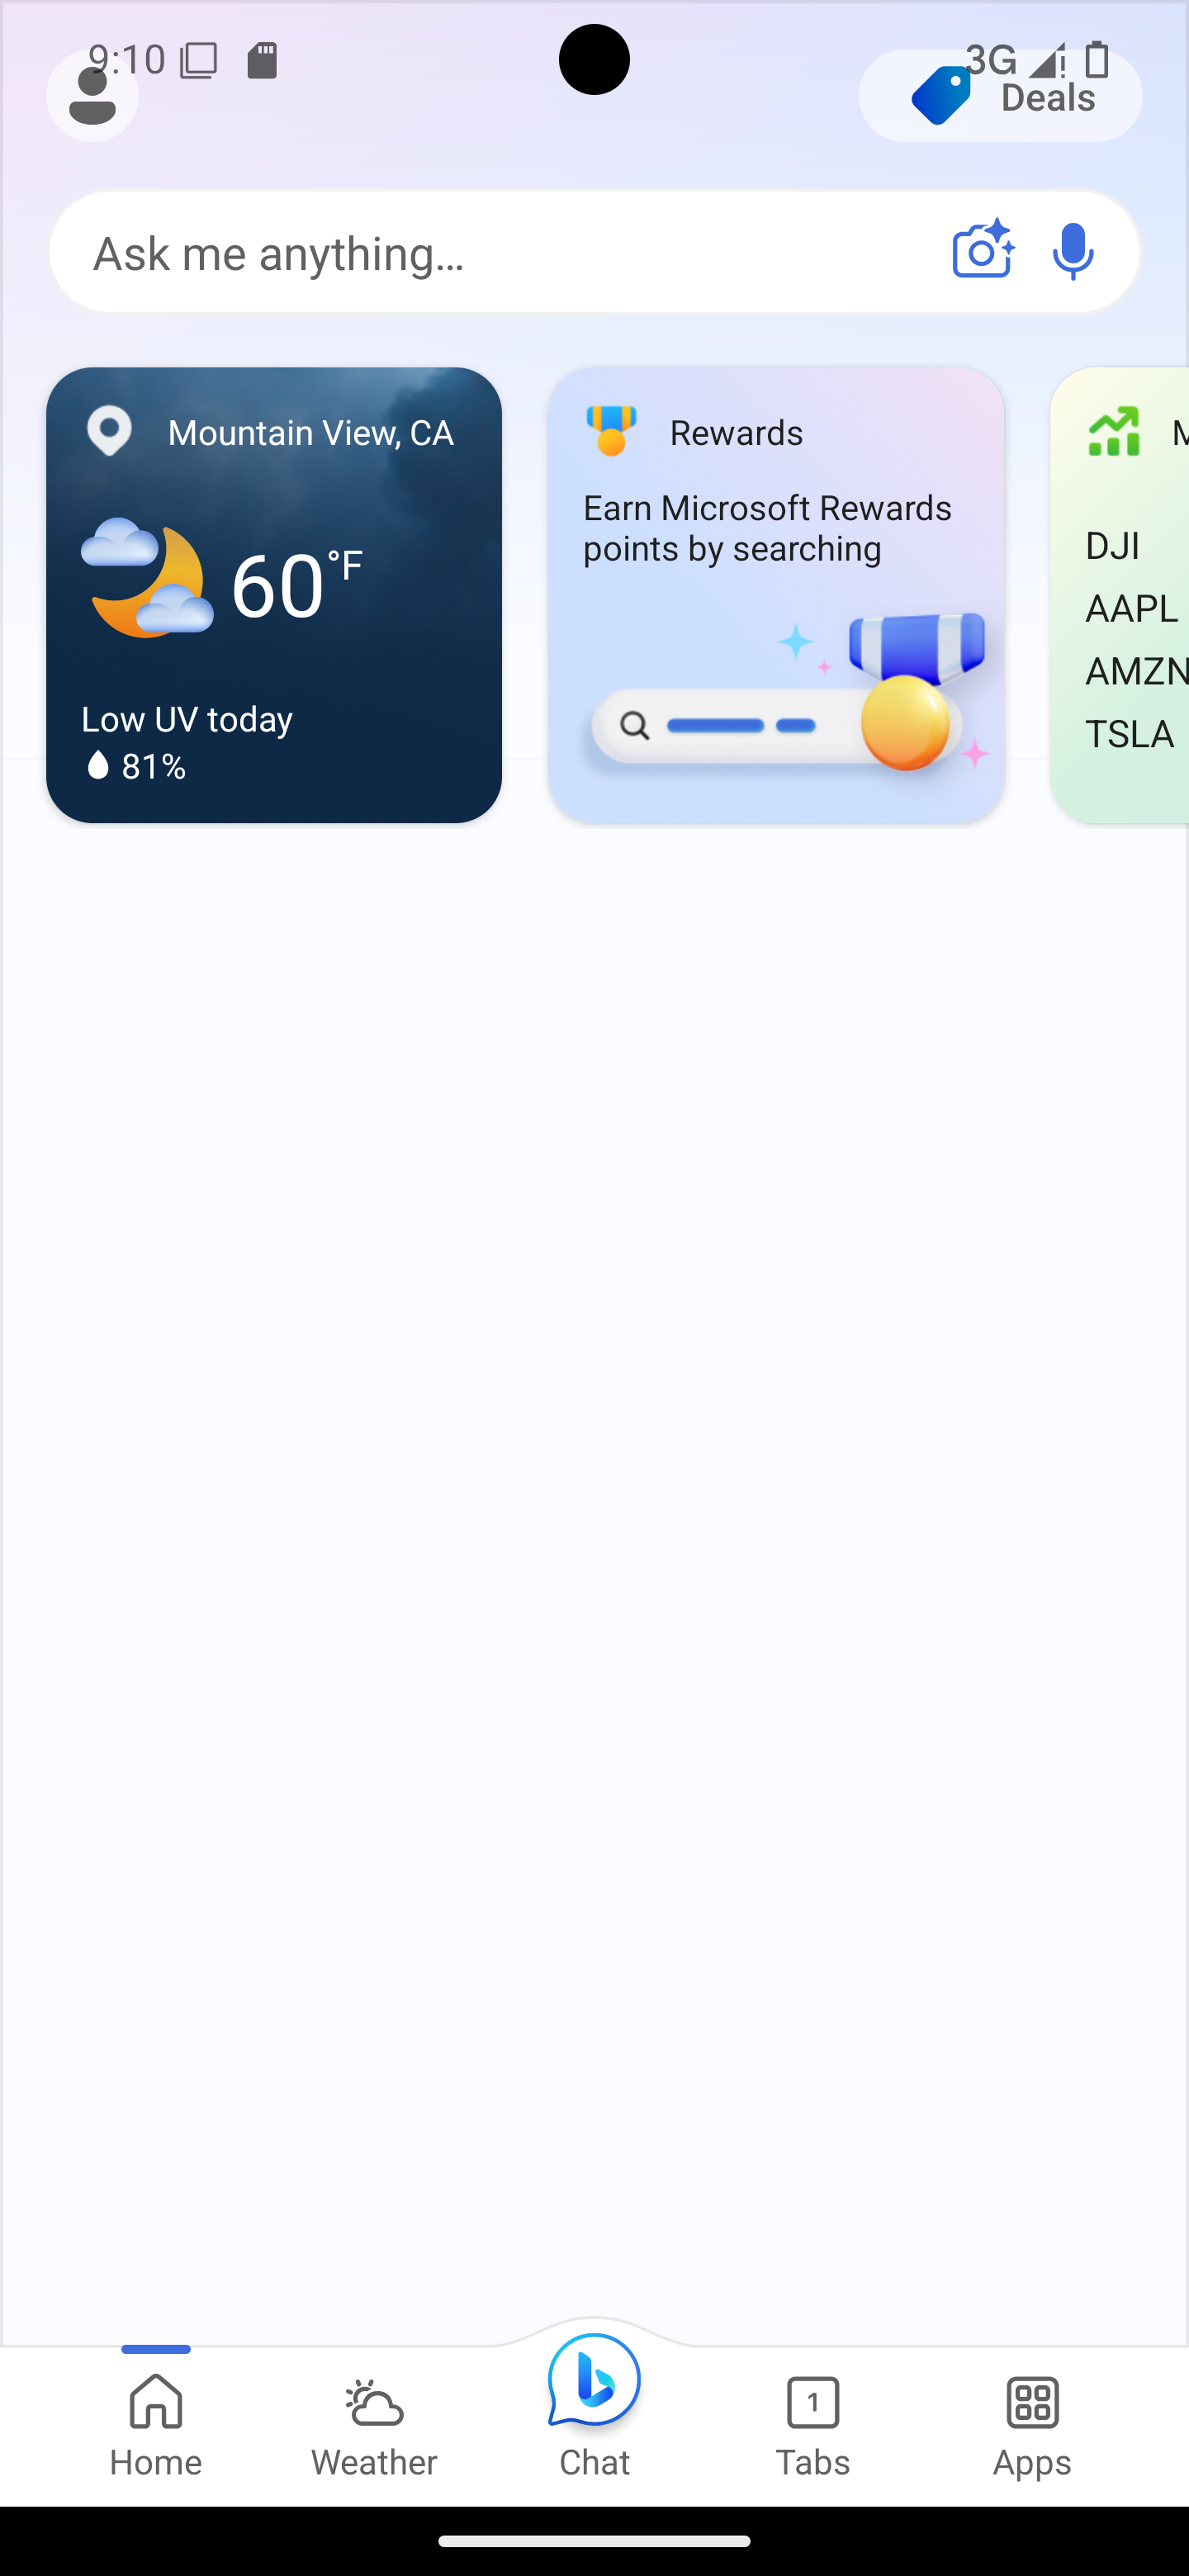 9:10
3G
Deals
Ask me anything...
Mountain View, CA
60°F
Low UV today
81%
Rewards
Earn Microsoft Rewards
points by searching
M
DJI
AAPL
AMZN
TSLA
Home
Weather
Chat
1
Tabs
Apps